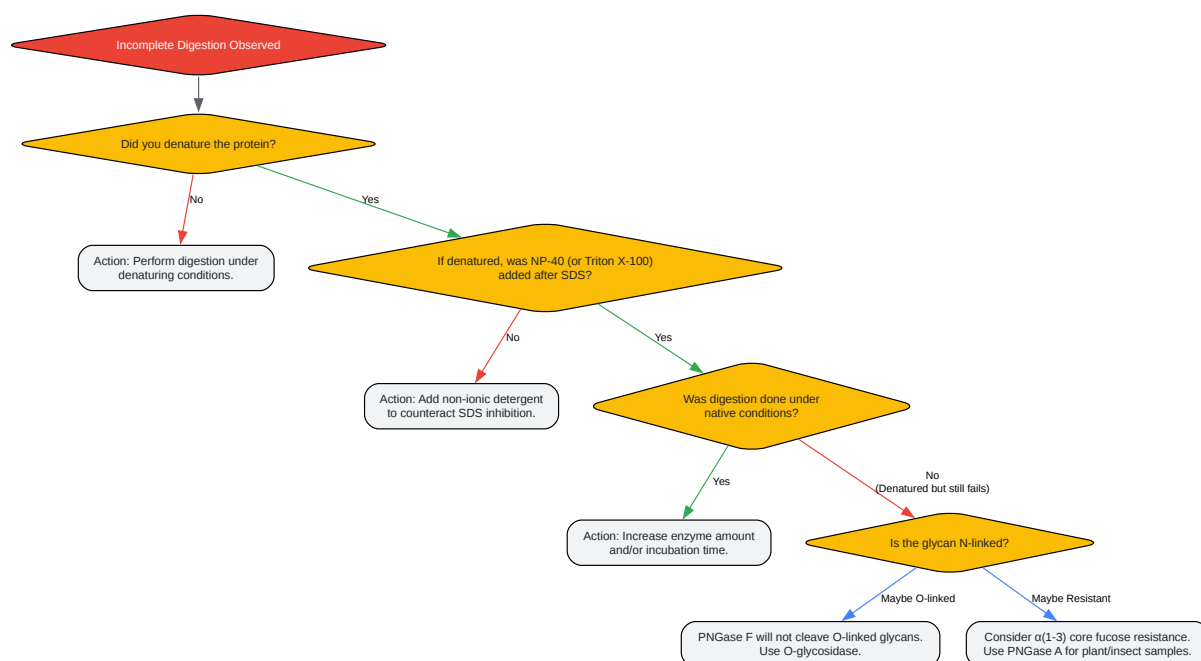 Incomplete Digestion Observed
Did you denature the protein?
No
Yes
Action: Perform digestion under
denaturing conditions.
If denatured, was NP-40 (or Triton X-100)
added after SDS?
No
Yes
Action: Add non-ionic detergent
to counteract SDS inhibition.
Was digestion done under
native conditions?
Yes
No
(Denatured but still fails)
Action: Increase enzyme amount
and/or incubation time.
Is the glycan N-linked?
Maybe O-linked
Maybe Resistant
PNGase F will not cleave O-linked glycans.
Use O-glycosidase.
Consider α(1-3) core fucose resistance.
Use PNGase A for plant/insect samples.